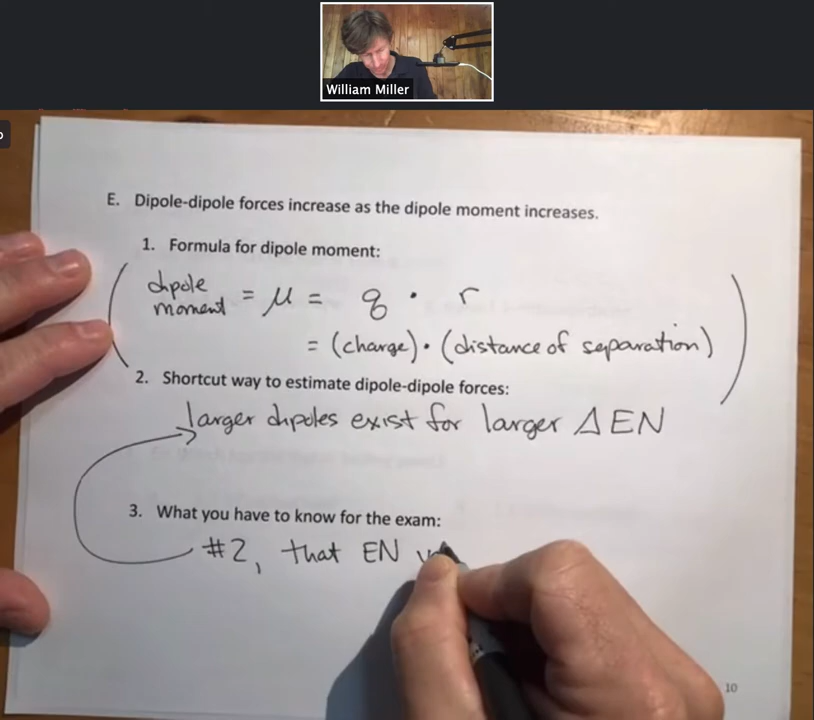 William Miller
E. Dipole-dipole forces increase as the dipole moment increases.
1. Formula for dipole moment:
dipole
moment = μ = q · r
= (charge) · (distance of separation)
2. Shortcut way to estimate dipole-dipole forces:
larger dipoles exist for larger Δ EN
3. What you have to know for the exam:
#2, that EN
10